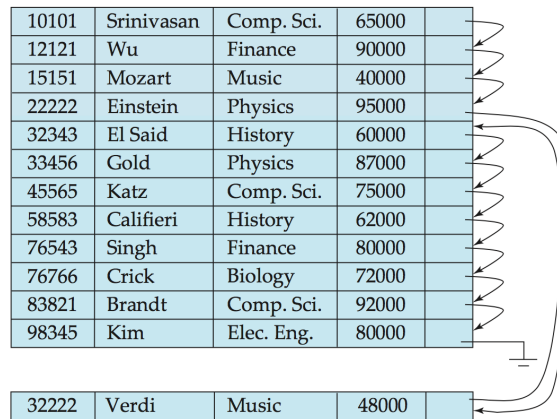 10101 Srinivasan Comp. Sci. 65000
12121 Wu Finance 90000
15151 Mozart Music 40000
22222 Einstein Physics 95000
32343 El Said History 60000
33456 Gold Physics 87000
45565 Katz Comp. Sci. 75000
58583 Califieri History 62000
76543 Singh Finance 80000
76766 Crick Biology 72000
83821 Brandt Comp. Sci. 92000
98345 Kim Elec. Eng. 80000
32222 Verdi Music 48000